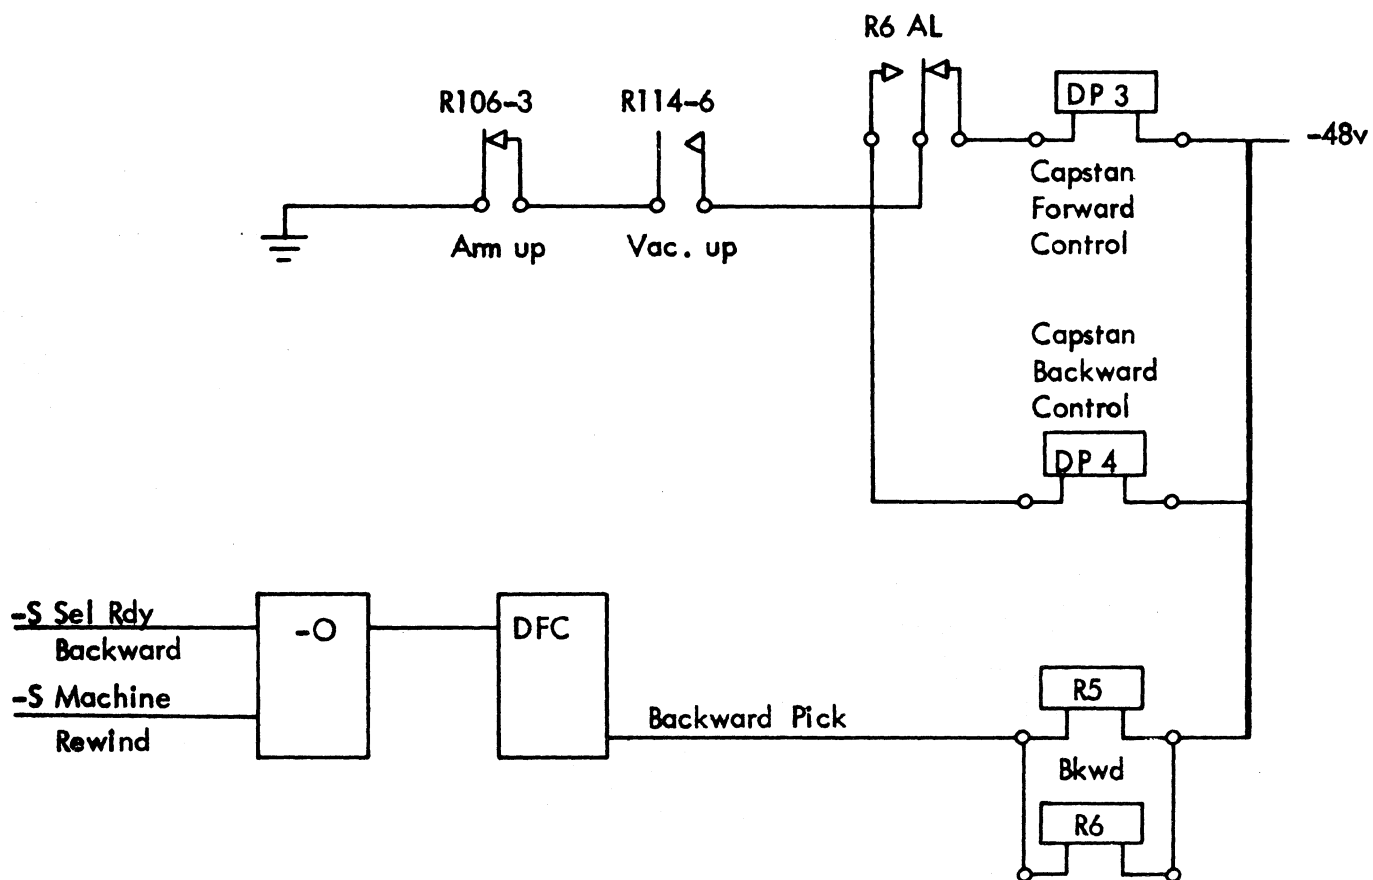 R6 AL
R106-3
R114-6
DP 3
-48v
Capstan
Forward
Control
Arm up
Vac. up
Capstan
Backward
Control
DP 4
-S Sel Rdy
Backward
-O
DFC
-S Machine
Rewind
Backward Pick
R5
Bkwd
R6